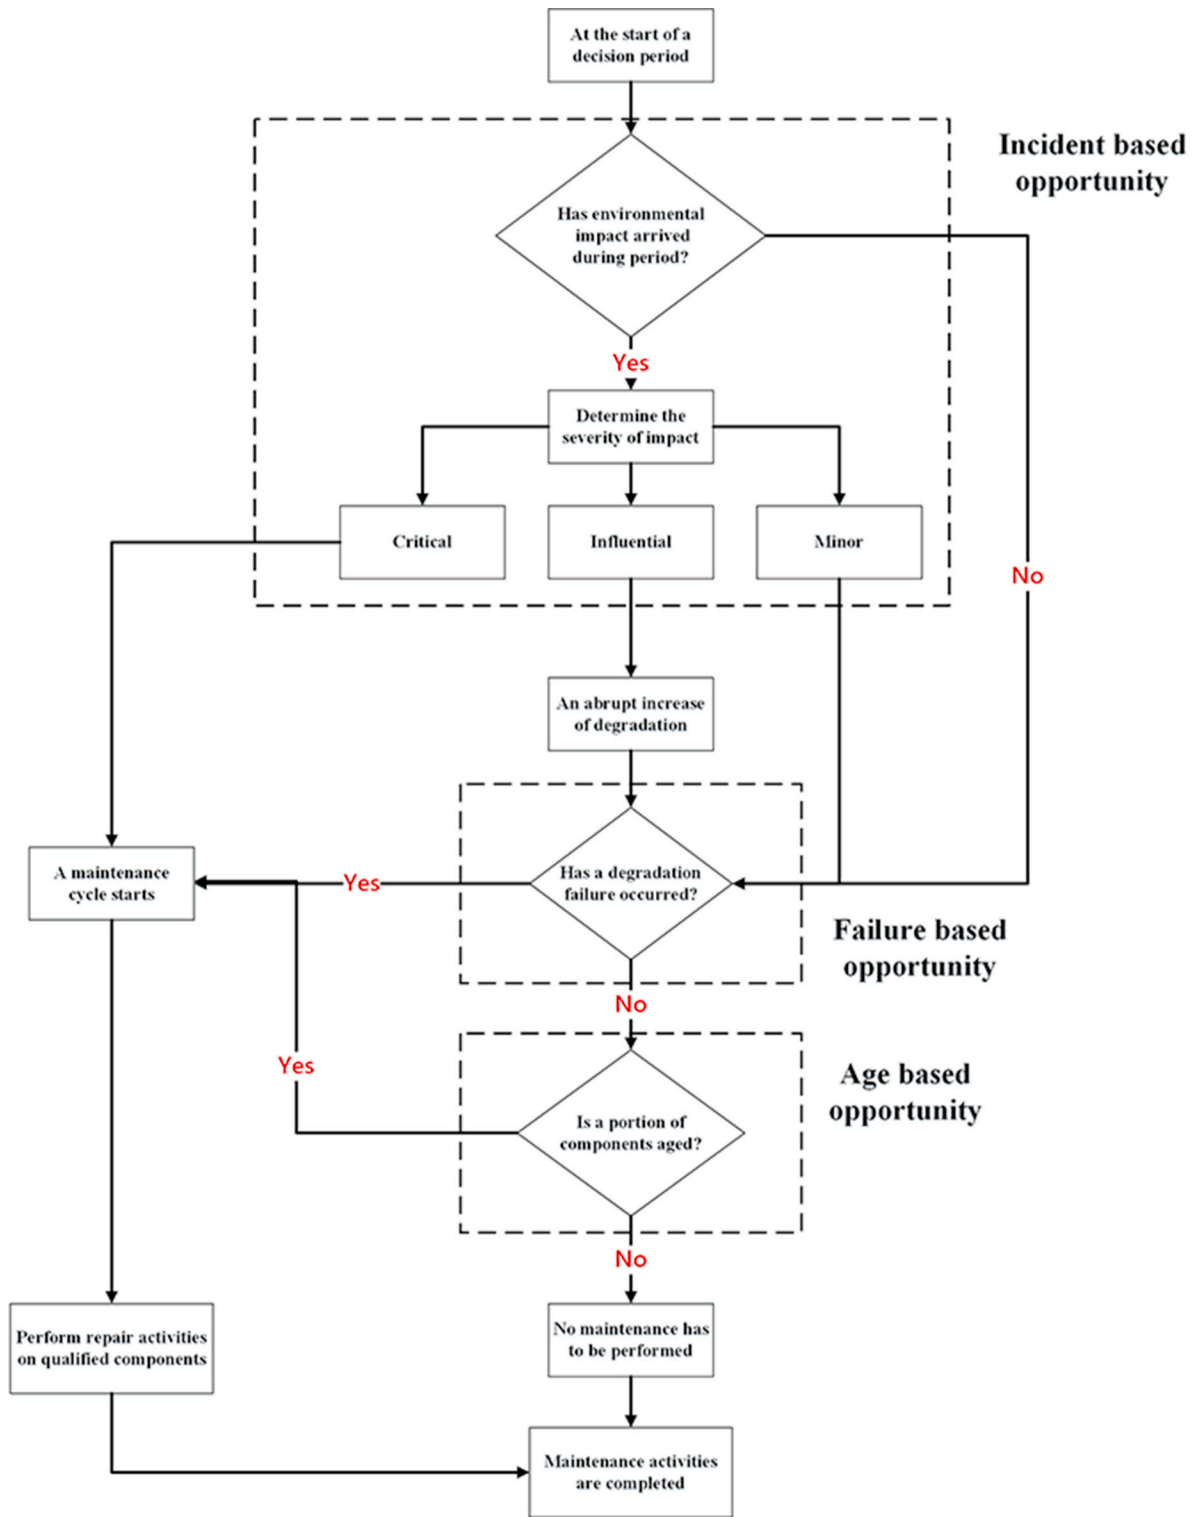 At the start of a
decision period
Incident based
opportunity
Has environmental
impact arrived
during period?
Yes
Determine the
severity of impact
Critical
Influential
Minor
No
An abrupt increase
of degradation
A maintenance
cycle starts
Yes
Has a degradation
failure occurred?
Failure based
opportunity
No
Yes
Age based
opportunity
Is a portion of
components aged?
No
Perform repair activities
on qualified components
No maintenance has
to be performed
Maintenance activities
are completed